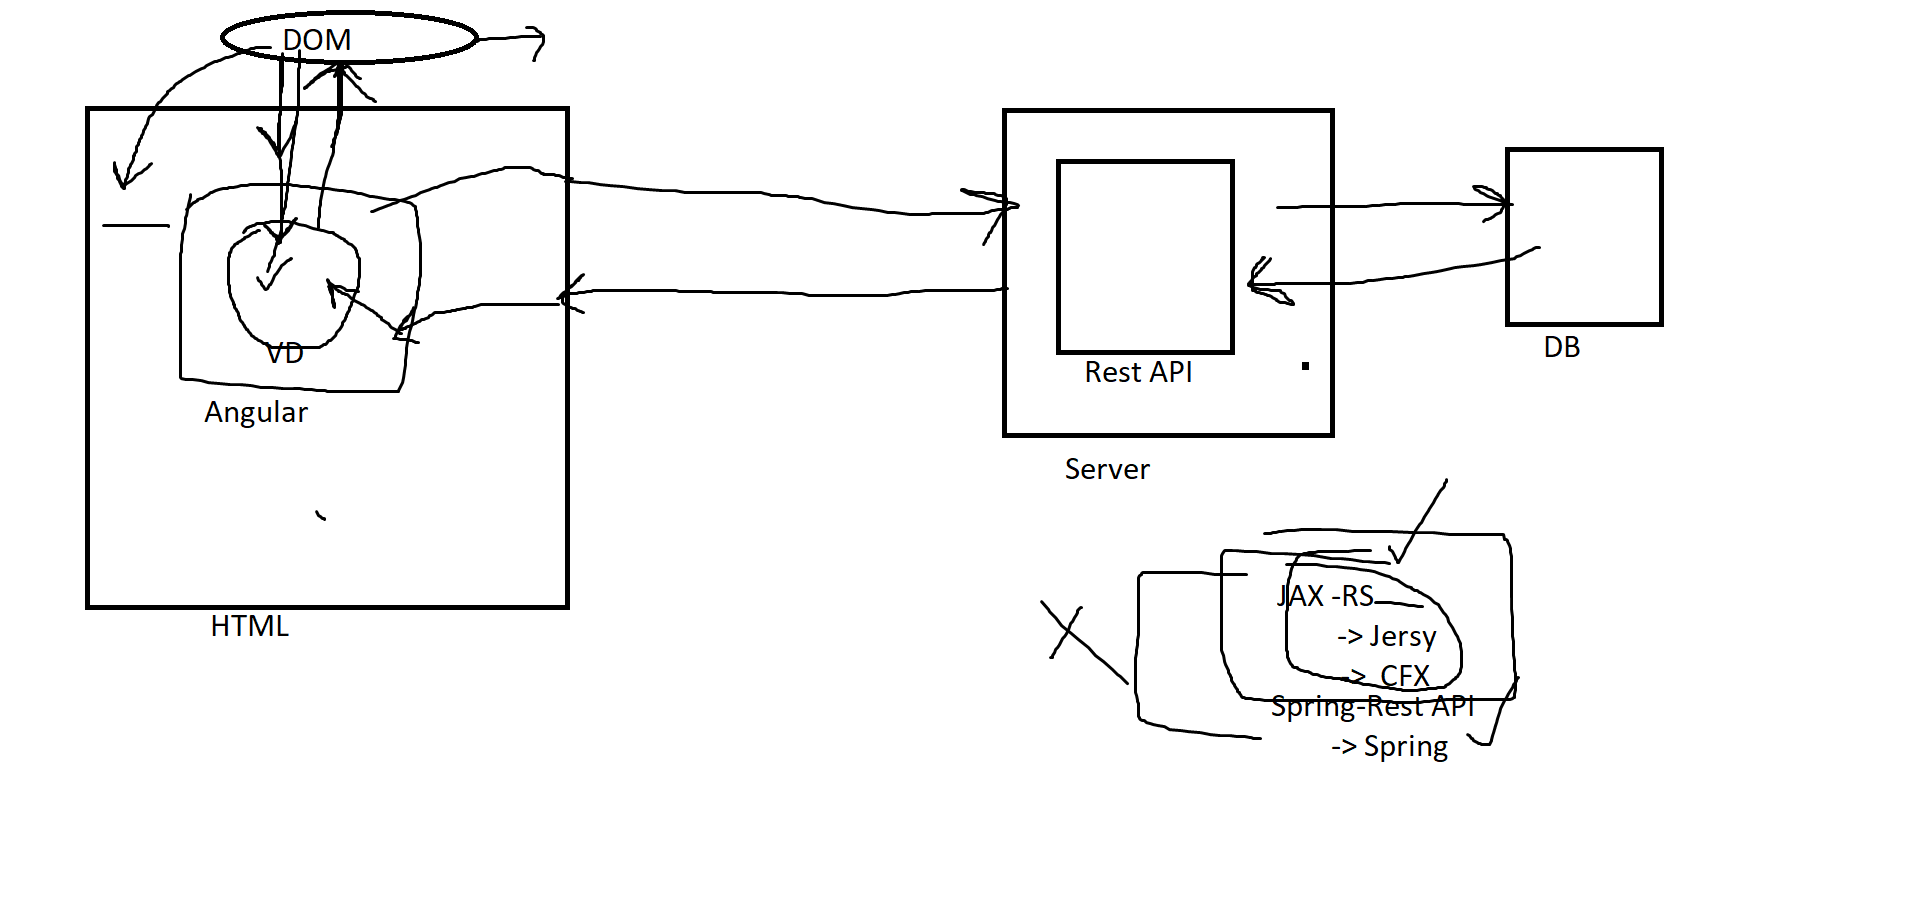 DOM
VD
Angular
HTML
Rest API
Server
DB
JAX -RS
-> Jersy
-> CFX
Spring-Rest API
-> Spring